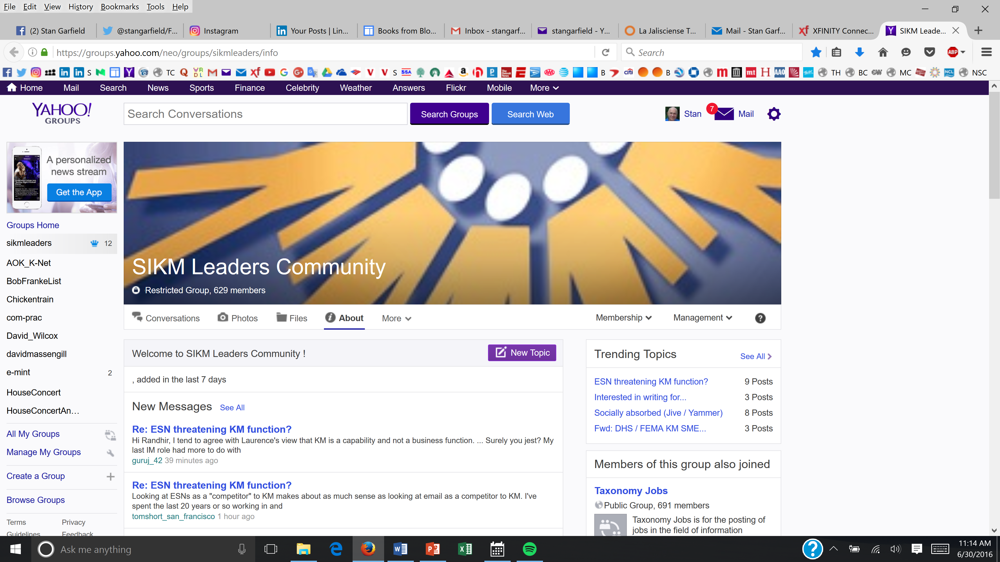 File Edit View History Bookmarks Tools Help
(2) Stan Garfield
@stangarfield/F...
Instagram
Your Posts | Lin...
Books from Blo...
Inbox - stangarf...
stangarfield - Y...
La Jalisciense T...
Mail - Stan Garf...
XFINITY Connec...
SIKM Leade...
https://groups.yahoo.com/neo/groups/sikmleaders/info
Search
ABP
S TC S SSA B citi B mt AAO TH BC CW MC NCL NSC
Home Mail Search News Sports Finance Celebrity Weather Answers Flickr Mobile More
YAHOO!
GROUPS
Search Conversations
Search Groups
Search Web
Stan
7
Mail
A personalized
news stream
Get the App
Groups Home
sikmleaders 12
AOK_K-Net
BobFrankeList
Chickentrain
com-prac
David_Wilcox
davidmassengill
e-mint 2
HouseConcert
HouseConcertAn...
All My Groups
Manage My Groups
Create a Group
Browse Groups
Terms Privacy
Guidelines Feedback
SIKM Leaders Community
Restricted Group, 629 members
Conversations Photos Files About More
Membership Management
Welcome to SIKM Leaders Community !
New Topic
, added in the last 7 days
New Messages See All
Re: ESN threatening KM function?
Hi Randhir, I tend to agree with Laurence's view that KM is a capability and not a business function. ... Surely you jest? My
last IM role had more to do with
guruj_42 39 minutes ago
Re: ESN threatening KM function?
Looking at ESNs as a "competitor" to KM makes about as much sense as looking at email as a competitor to KM. I've
spent the last 20 years or so working in and
tomshort_san_francisco 1 hour ago
Trending Topics See All
ESN threatening KM function? 9 Posts
Interested in writing for... 3 Posts
Socially absorbed (Jive / Yammer) 8 Posts
Fwd: DHS / FEMA KM SME... 3 Posts
Members of this group also joined
Taxonomy Jobs
Public Group, 691 members
Taxonomy Jobs is for the posting of
jobs in the field of information
Ask me anything
11:14 AM
6/30/2016